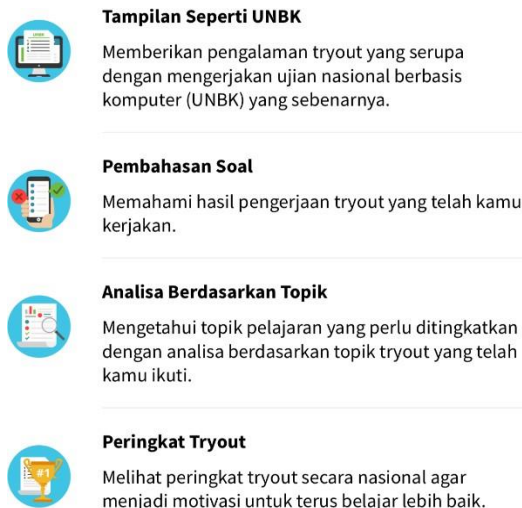 Tampilan Seperti UNBK
Memberikan pengalaman tryout yang serupa
dengan mengerjakan ujian nasional berbasis
komputer (UNBK) yang sebenarnya.
Pembahasan Soal
Memahami hasil pengerjaan tryout yang telah kamu
kerjakan.
Analisa Berdasarkan Topik
Mengetahui topik pelajaran yang perlu ditingkatkan
dengan analisa berdasarkan topik tryout yang telah
kamu ikuti.
Peringkat Tryout
#1
Melihat peringkat tryout secara nasional agar
menjadi motivasi untuk terus belajar lebih baik.